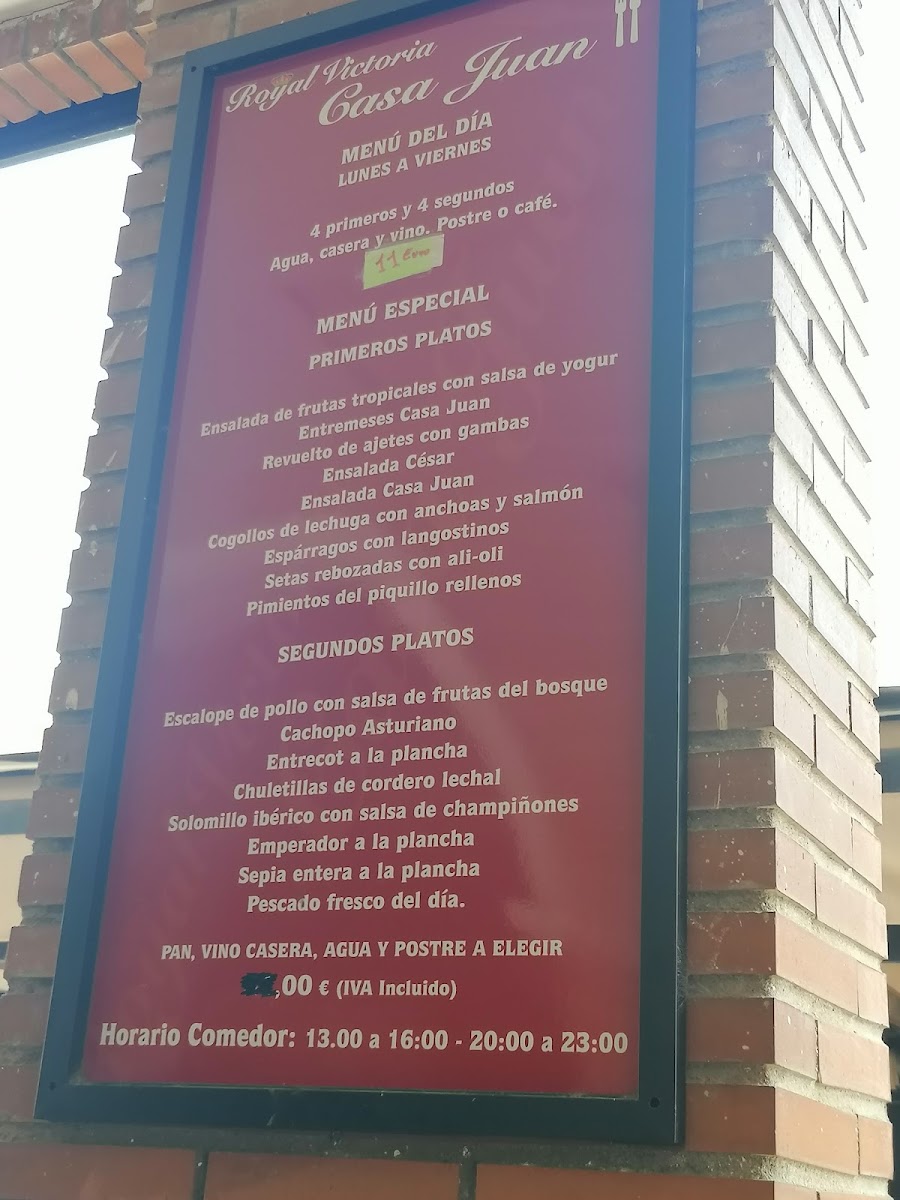 Royal Victoria
Casa Juan
MENÚ DEL DÍA
LUNES A VIERNES
4 primeros y 4 segundos
Agua, casera y vino. Postre o café.
11 Euro
MENÚ ESPECIAL
PRIMEROS PLATOS
Ensalada de frutas tropicales con salsa de yogur
Entremeses Casa Juan
Revuelto de ajetes con gambas
Ensalada César
Ensalada Casa Juan
Cogollos de lechuga con anchoas y salmón
Espárragos con langostinos
Setas rebozadas con ali-oli
Pimientos del piquillo rellenos
SEGUNDOS PLATOS
Escalope de pollo con salsa de frutas del bosque
Cachopo Asturiano
Entrecot a la plancha
Chuletillas de cordero lechal
Solomillo ibérico con salsa de champiñones
Emperador a la plancha
Sepia entera a la plancha
Pescado fresco del día.
PAN, VINO CASERA, AGUA Y POSTRE A ELEGIR
,00 € (IVA Incluido)
Horario Comedor: 13.00 a 16:00 - 20:00 a 23:00